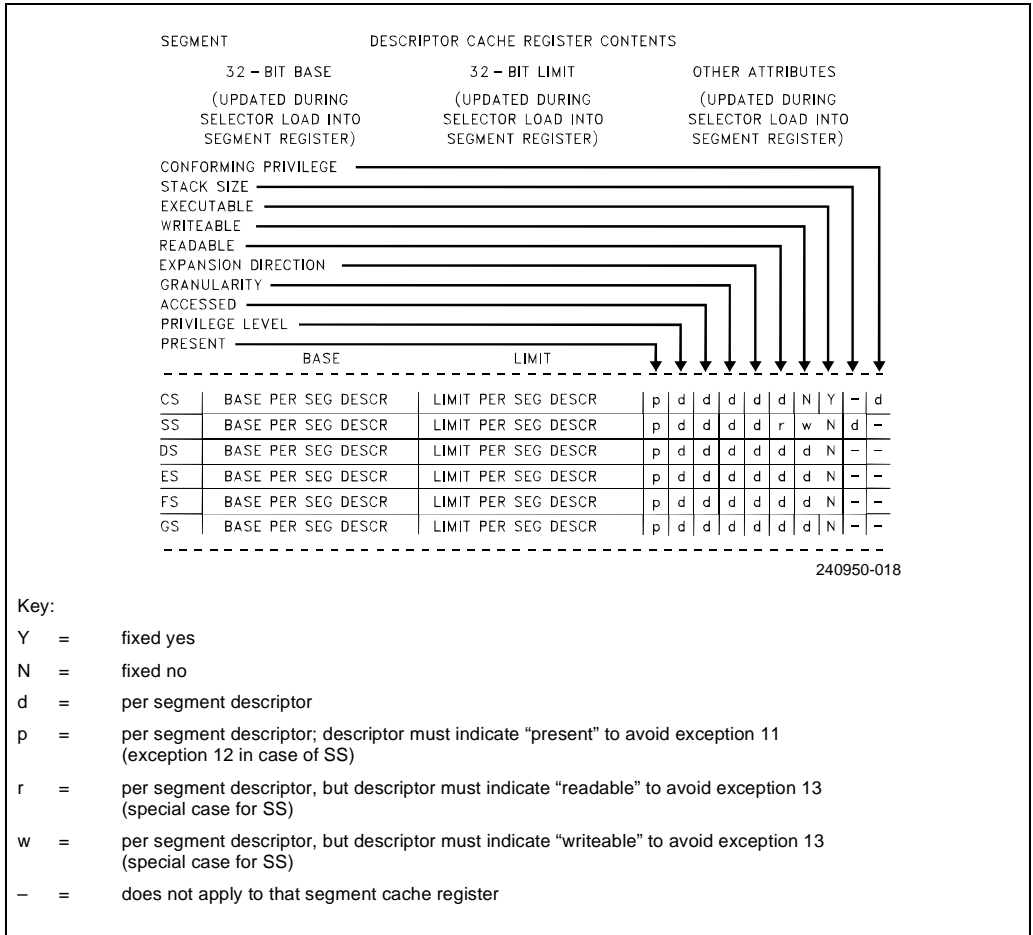 SEGMENT DESCRIPTOR CACHE REGISTER CONTENTS
32 – BIT BASE 32 – BIT LIMIT OTHER ATTRIBUTES
(UPDATED DURING (UPDATED DURING (UPDATED DURING
SELECTOR LOAD INTO SELECTOR LOAD INTO SELECTOR LOAD INTO
SEGMENT REGISTER) SEGMENT REGISTER) SEGMENT REGISTER)
CONFORMING PRIVILEGE
STACK SIZE
EXECUTABLE
WRITEABLE
READABLE
EXPANSION DIRECTION
GRANULARITY
ACCESSED
PRIVILEGE LEVEL
PRESENT
BASE LIMIT
CS BASE PER SEG DESCR LIMIT PER SEG DESCR p d d d d d N Y – d
SS BASE PER SEG DESCR LIMIT PER SEG DESCR p d d d d r w N d –
DS BASE PER SEG DESCR LIMIT PER SEG DESCR p d d d d d d N – –
ES BASE PER SEG DESCR LIMIT PER SEG DESCR p d d d d d d N – –
FS BASE PER SEG DESCR LIMIT PER SEG DESCR p d d d d d d N – –
GS BASE PER SEG DESCR LIMIT PER SEG DESCR p d d d d d d N – –
240950-018
Key:
Y = fixed yes
N = fixed no
d = per segment descriptor
p = per segment descriptor; descriptor must indicate “present” to avoid exception 11
(exception 12 in case of SS)
r = per segment descriptor, but descriptor must indicate “readable” to avoid exception 13
(special case for SS)
w = per segment descriptor, but descriptor must indicate “writeable” to avoid exception 13
(special case for SS)
– = does not apply to that segment cache register